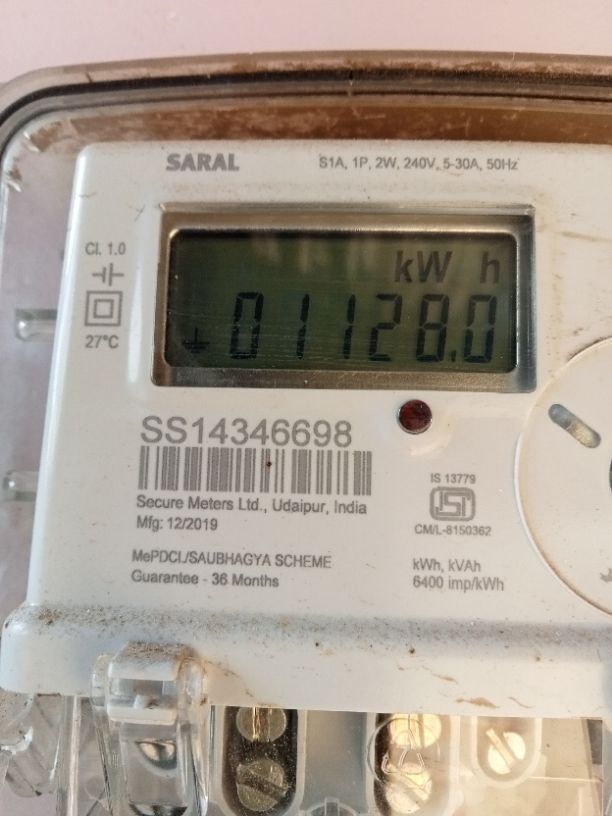 SARAL
S1A, 1P, 2W, 240V, 5-30A, 50Hz
Cl. 1.0
27°C
kW h
01128.0
SS14346698
Secure Meters Ltd., Udaipur, India
Mfg: 12/2019
MePDCL/SAUBHAGYA SCHEME
Guarantee - 36 Months
IS 13779
ISI
CM/L-8150362
kWh, kVAh
6400 imp/kWh